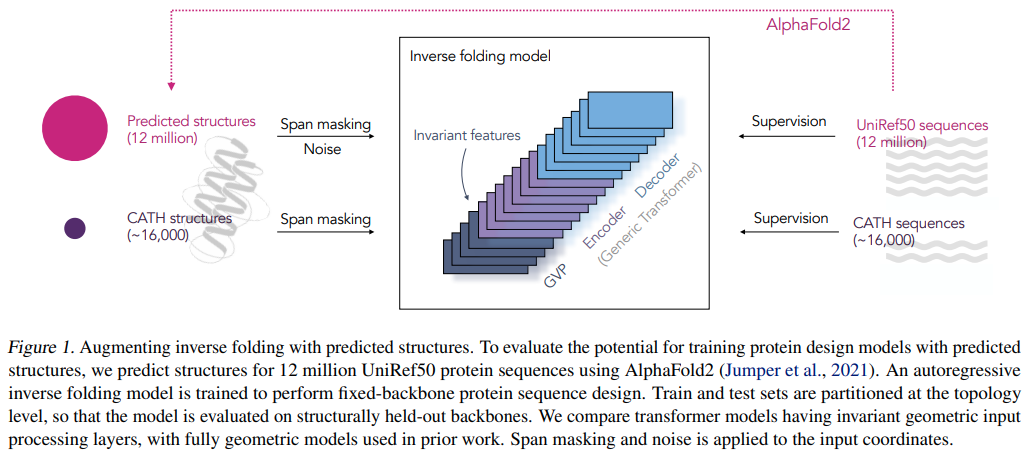 AlphaFold2
Inverse folding model
Predicted structures
(12 million)
Span masking
Noise
Invariant features
Supervision
UniRef50 sequences
(12 million)
CATH structures
(~16,000)
Span masking
Supervision
CATH sequences
(~16,000)
GVP
Encoder
Decoder
(Generic Transformer)
Figure 1. Augmenting inverse folding with predicted structures. To evaluate the potential for training protein design models with predicted
structures, we predict structures for 12 million UniRef50 protein sequences using AlphaFold2 (Jumper et al., 2021). An autoregressive
inverse folding model is trained to perform fixed-backbone protein sequence design. Train and test sets are partitioned at the topology
level, so that the model is evaluated on structurally held-out backbones. We compare transformer models having invariant geometric input
processing layers, with fully geometric models used in prior work. Span masking and noise is applied to the input coordinates.